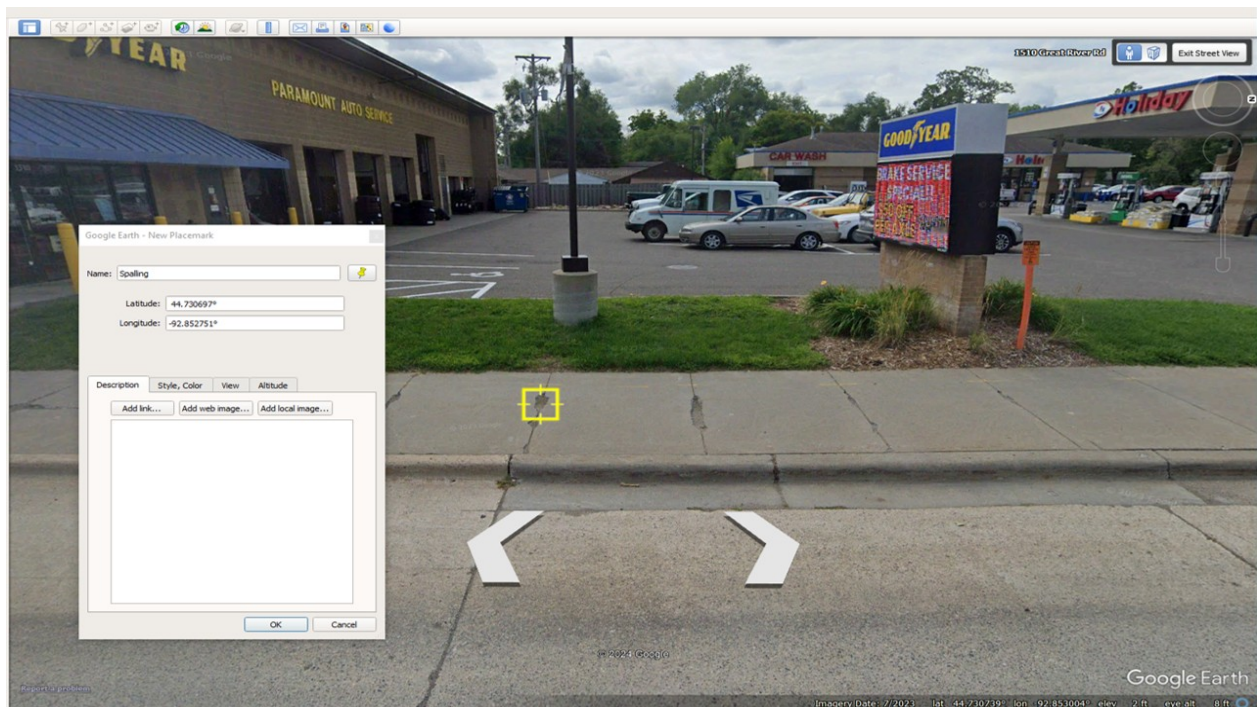 1510 Great River Rd
Exit Street View
GOODYEAR
PARAMOUNT AUTO SERVICE
Holiday
GOODYEAR
CAR WASH
BRAKE SERVICE
SPECIAL!!
Google Earth - New Placemark
Name: Spalling
Latitude: 44.730697°
Longitude: -92.852751°
Description Style, Color View Altitude
Add link... Add web image... Add local image...
OK Cancel
© 2024 Google
Google Earth
Report a problem
Imagery Date: 7/2023 lat 44.730739° lon -92.853004° elev 2 ft eye alt 8 ft